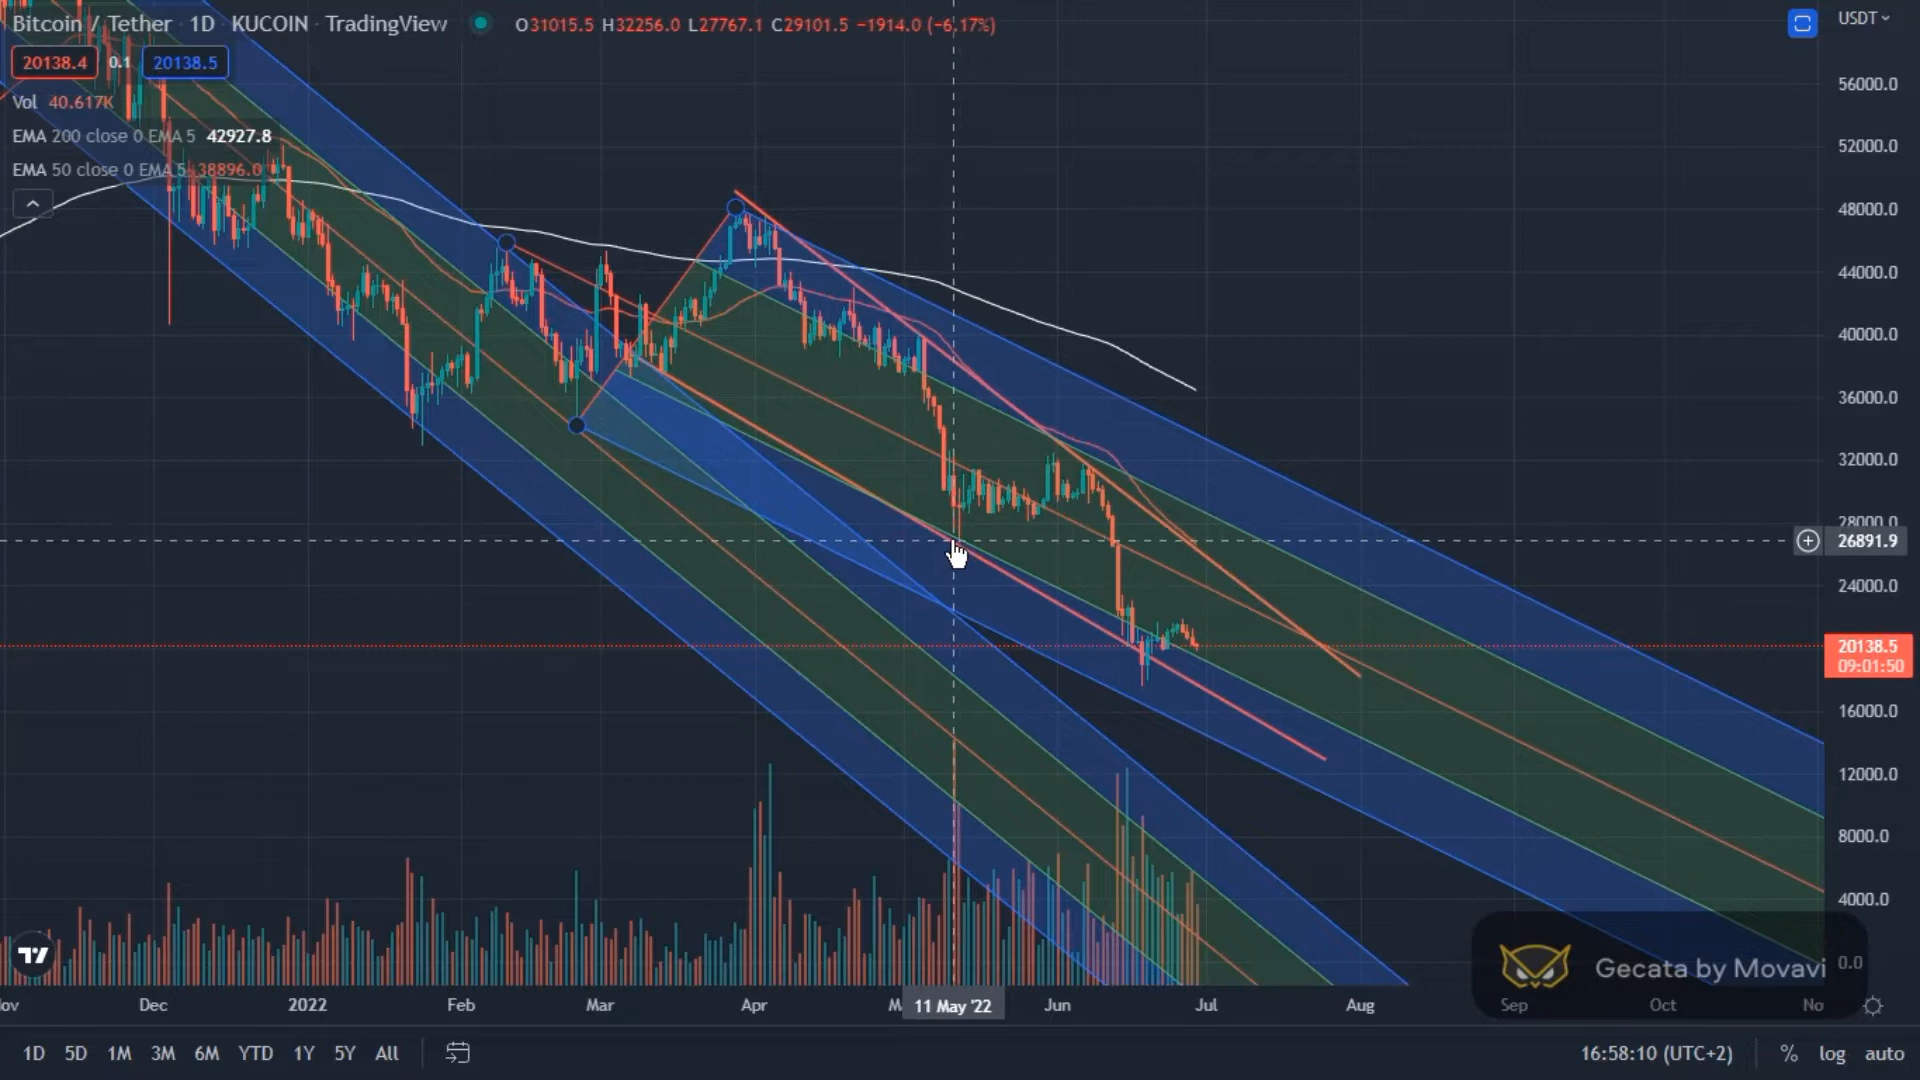 Bitcoin / Tether 1D KUCOIN TradingView O31015.5 H32256.0 L27767.1 C29101.5 −1914.0 (−6.17%)
USDT
20138.4 0.1 20138.5
Vol 40.617K
EMA 200 close 0 EMA 5 42927.8
EMA 50 close 0 EMA 5 38896.0
56000.0
52000.0
48000.0
44000.0
40000.0
36000.0
32000.0
28000.0
26891.9
24000.0
20138.5
09:01:50
16000.0
12000.0
8000.0
4000.0
0.0
Gecata by Movavi
ov Dec 2022 Feb Mar Apr M 11 May '22 Jun Jul Aug Sep Oct No
1D 5D 1M 3M 6M YTD 1Y 5Y All 16:58:10 (UTC+2) % log auto